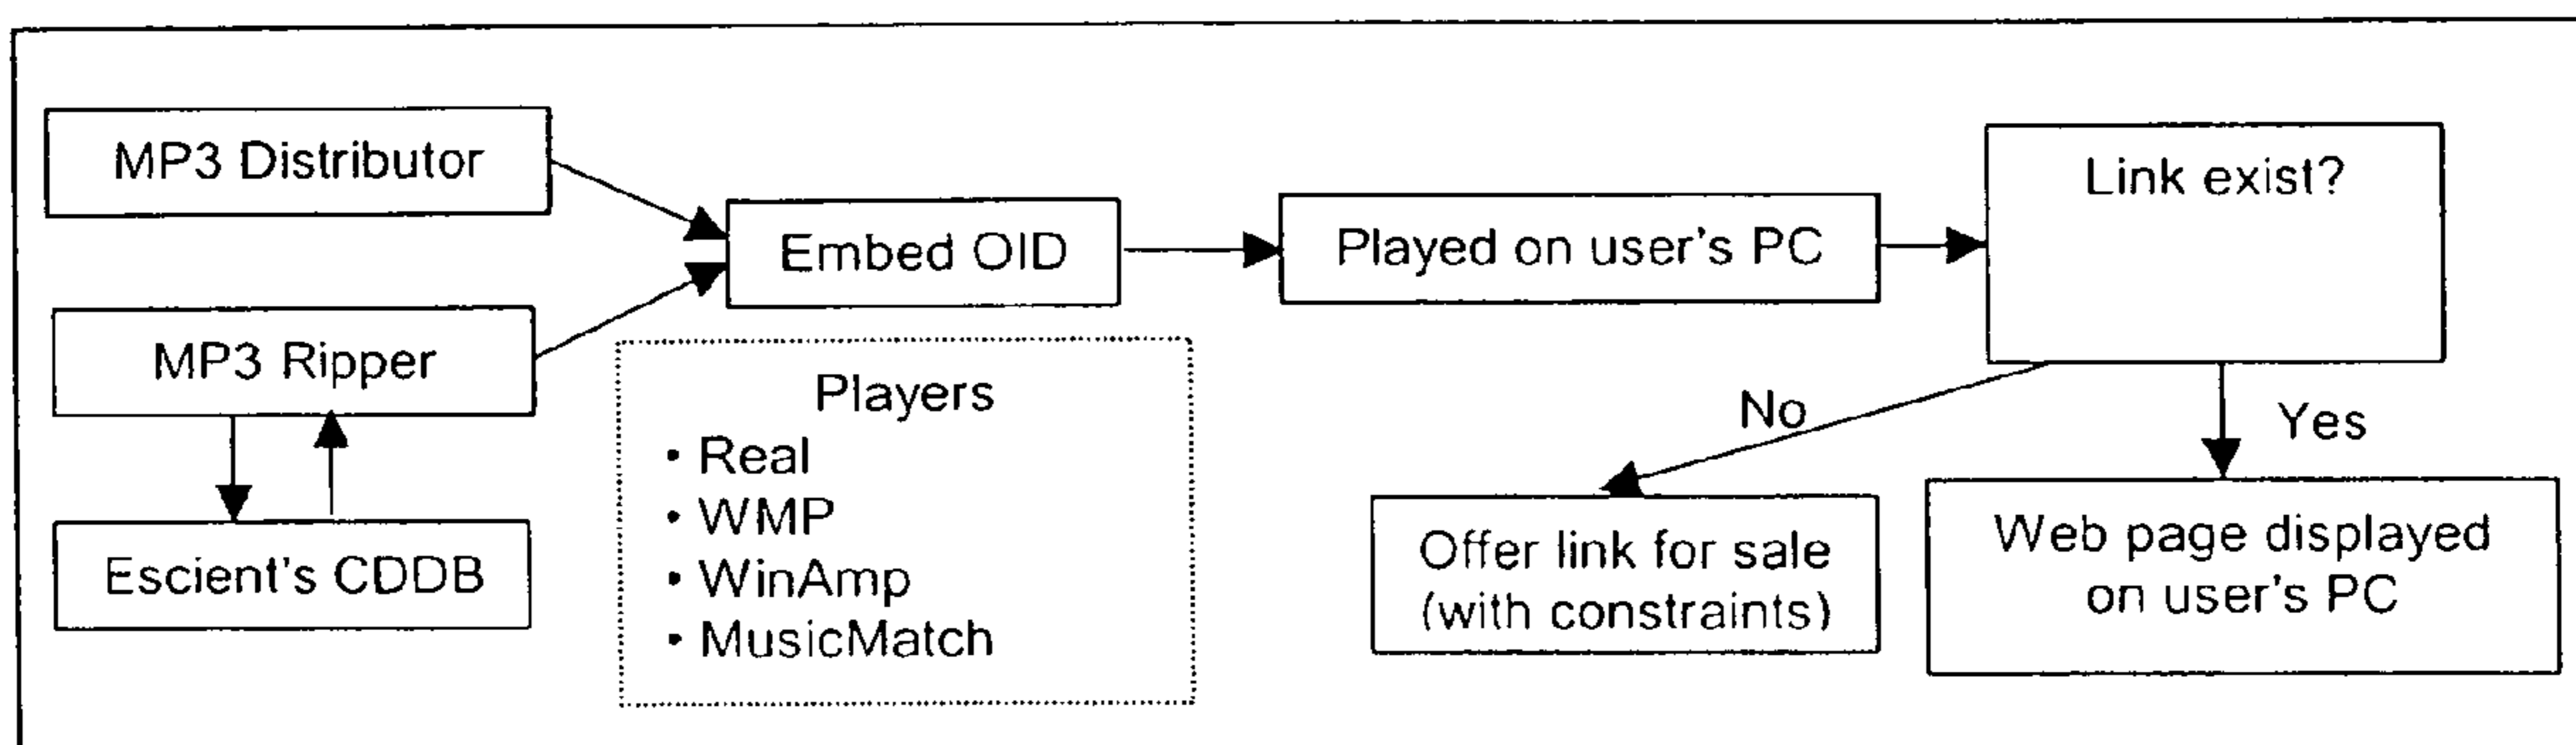 MP3 Distributor
MP3 Ripper
Escient's CDDB
Embed OID
Players
• Real
• WMP
• WinAmp
• MusicMatch
Played on user's PC
Link exist?
No
Yes
Offer link for sale
(with constraints)
Web page displayed
on user's PC